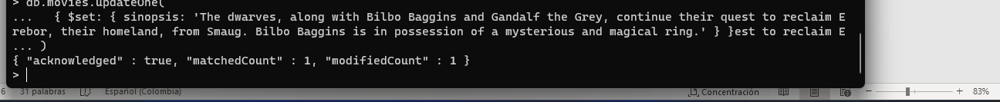 > db.movies.updateOne(
...   { $set: { sinopsis: 'The dwarves, along with Bilbo Baggins and Gandalf the Grey, continue their quest to reclaim E
rebor, their homeland, from Smaug. Bilbo Baggins is in possession of a mysterious and magical ring.' } }est to reclaim E
... )
{ "acknowledged" : true, "matchedCount" : 1, "modifiedCount" : 1 }
>
6 31 palabras Español (Colombia) Concentración 83%